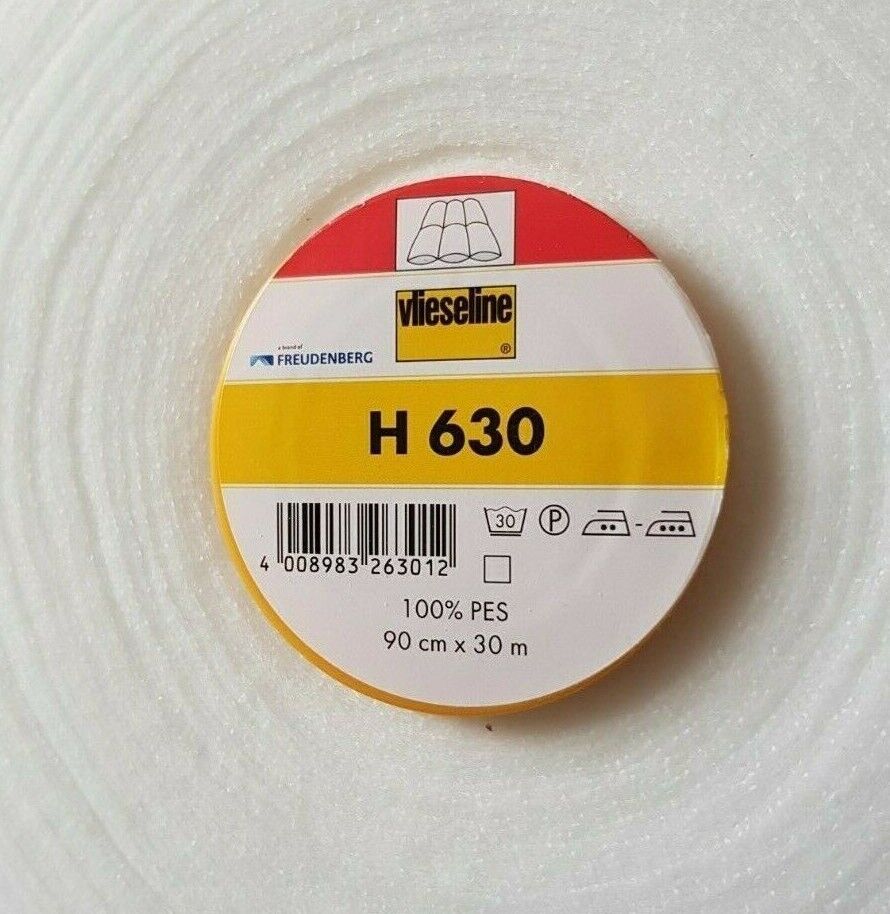 vlieseline
®
a brand of
FREUDENBERG
H 630
30 P
4 008983 263012
100% PES
90 cm x 30 m